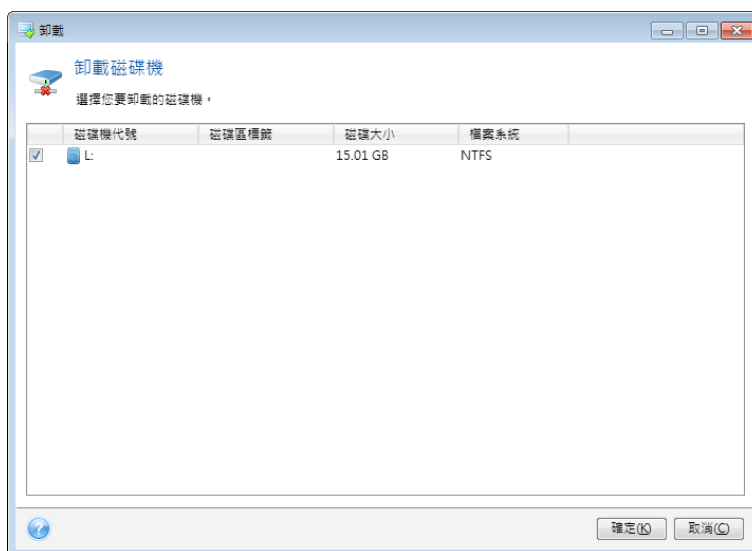 卸載
卸載磁碟機
選擇您要卸載的磁碟機。
磁碟機代號 磁碟區標籤 磁碟大小 檔案系統
L: 15.01 GB NTFS
確定(K) 取消(C)